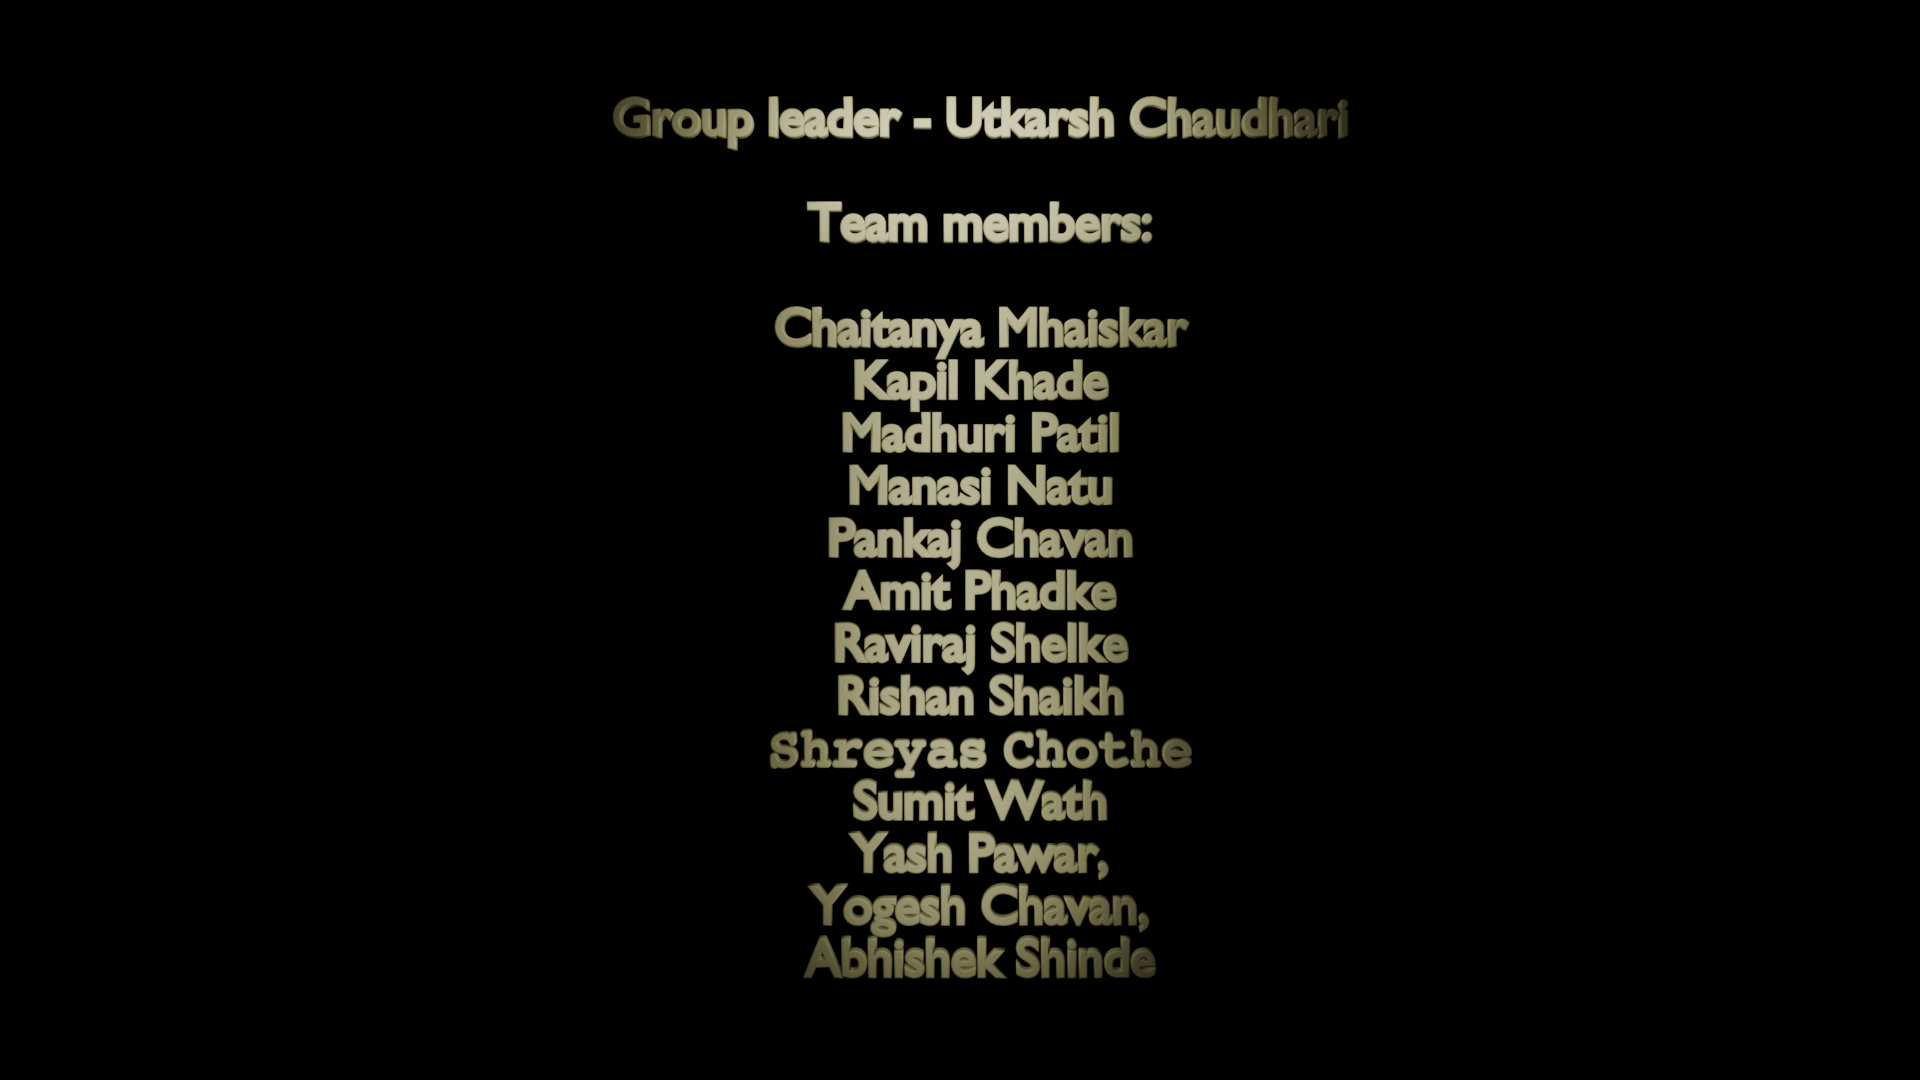 Group leader - Utkarsh Chaudhari
Team members:
Chaitanya Mhaiskar
Kapil Khade
Madhuri Patil
Manasi Natu
Pankaj Chavan
Amit Phadke
Raviraj Shelke
Rishan Shaikh
Shreyas Chothe
Sumit Wath
Yash Pawar,
Yogesh Chavan,
Abhishek Shinde